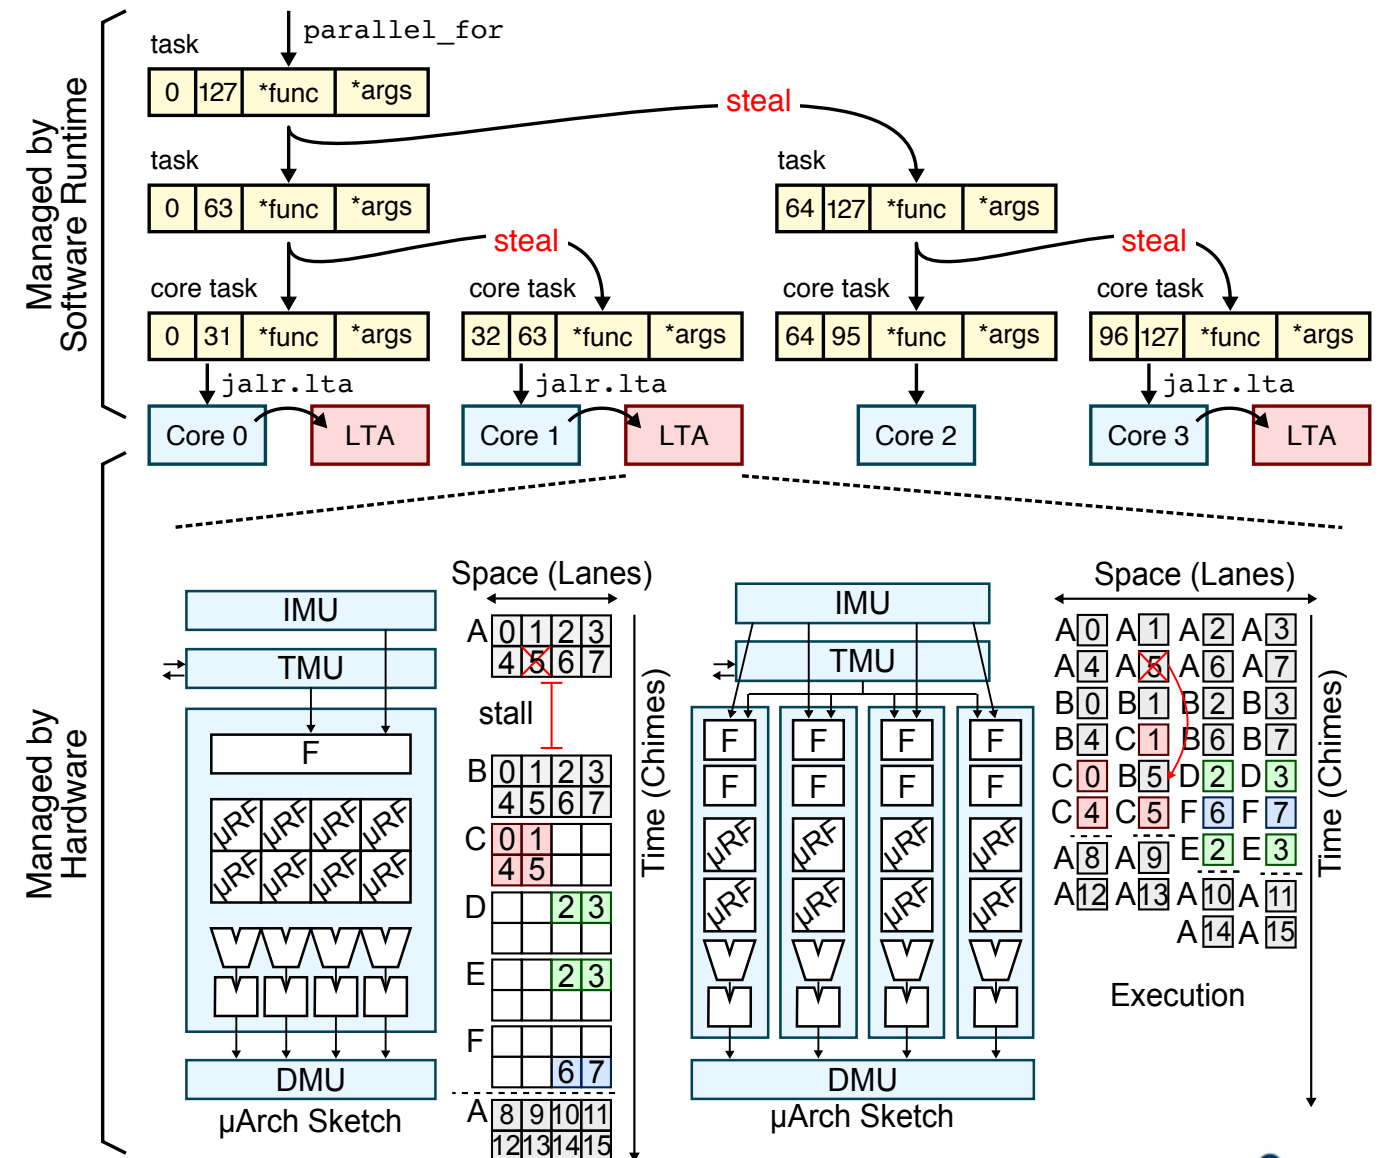 parallel_for
task
0 127 *func *args
steal
task
task
0 63 *func *args
64 127 *func *args
steal
steal
core task
core task
core task
core task
0 31 *func *args
32 63 *func *args
64 95 *func *args
96 127 *func *args
jalr.lta
jalr.lta
jalr.lta
Core 0
LTA
Core 1
LTA
Core 2
Core 3
LTA
Managed by
Software Runtime
Managed by
Hardware
IMU
TMU
F
µRF µRF µRF µRF
µRF µRF µRF µRF
DMU
µArch Sketch
Space (Lanes)
A 0 1 2 3
4 5 6 7
stall
B 0 1 2 3
4 5 6 7
C 0 1
4 5
D 2 3
E 2 3
F
6 7
A 8 9 10 11
12 13 14 15
Time (Chimes)
IMU
TMU
F F F F
F F F F
µRF µRF µRF µRF
µRF µRF µRF µRF
DMU
µArch Sketch
Space (Lanes)
A 0 A 1 A 2 A 3
A 4 A 5 A 6 A 7
B 0 B 1 B 2 B 3
B 4 C 1 B 6 B 7
C 0 B 5 D 2 D 3
C 4 C 5 F 6 F 7
E 2 E 3
A 8 A 9
A 12 A 13 A 10 A 11
A 14 A 15
Time (Chimes)
Execution